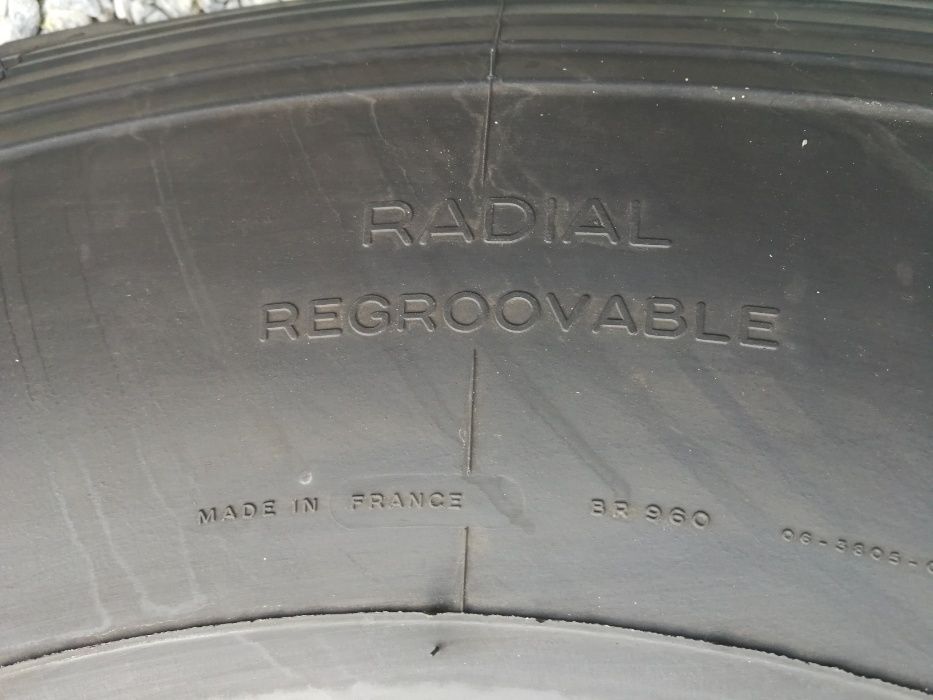 RADiAL
REGROOVABLE
MADE IN FRANCE BR 960